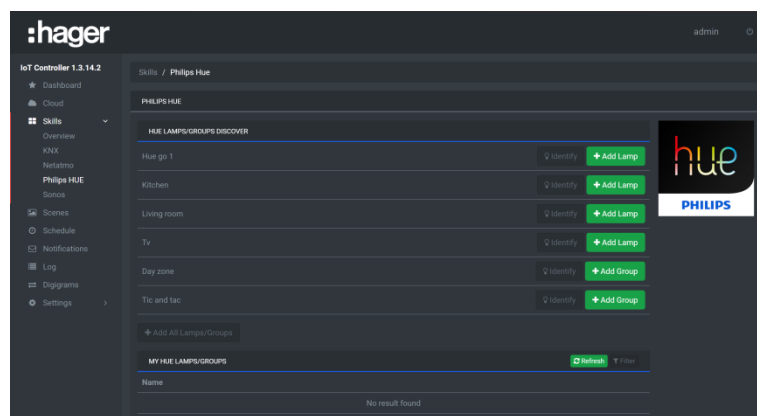 :hager
admin
IoT Controller 1.3.14.2
Dashboard
Cloud
Skills
Overview
KNX
Netatmo
Philips HUE
Sonos
Scenes
Schedule
Notifications
Log
Digigrams
Settings
Skills / Philips Hue
PHILIPS HUE
HUE LAMPS/GROUPS DISCOVER
Hue go 1 Identify + Add Lamp
Kitchen Identify + Add Lamp
Living room Identify + Add Lamp
Tv Identify + Add Lamp
Day zone Identify + Add Group
Tic and tac Identify + Add Group
+ Add All Lamps/Groups
MY HUE LAMPS/GROUPS Refresh Filter
Name
No result found
hue
PHILIPS